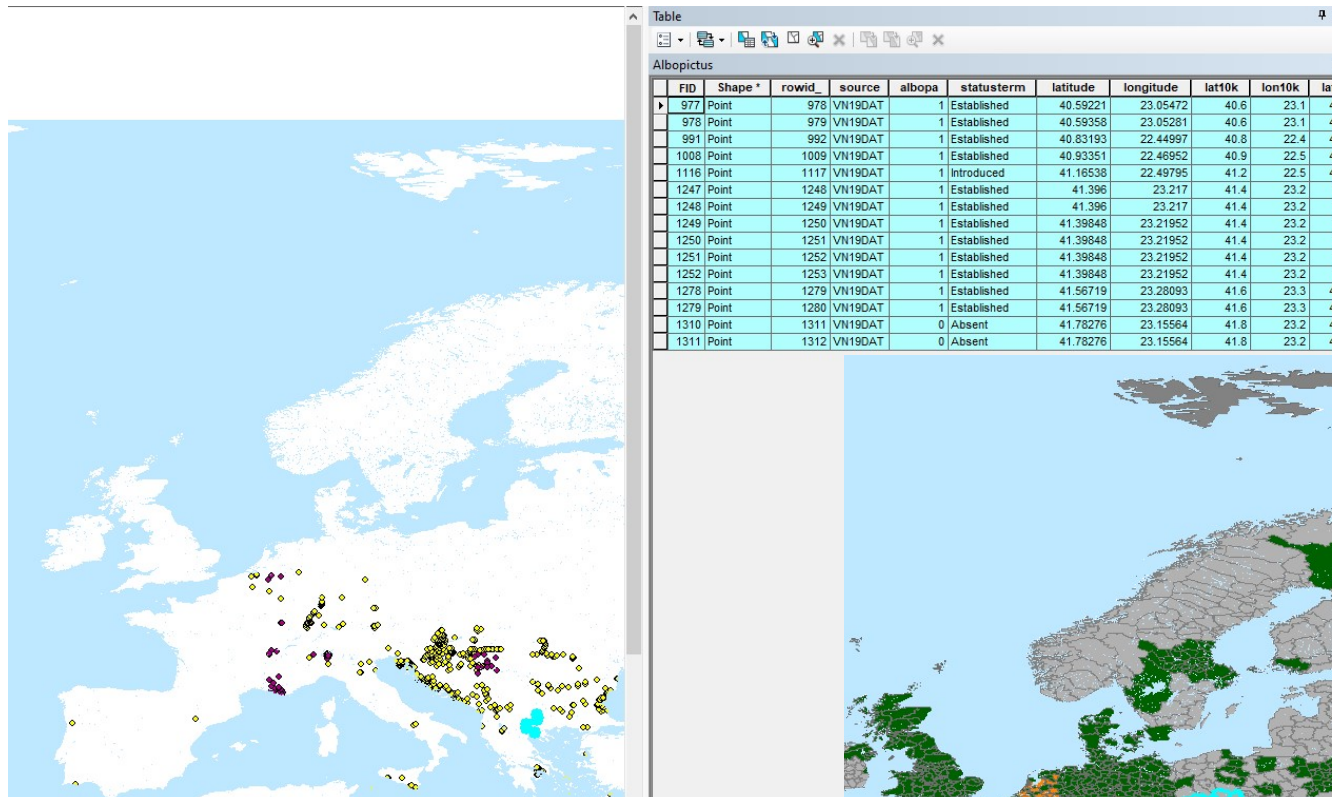 Table
Albopictus
FID Shape * rowid_ source albopa statusterm latitude longitude lat10k lon10k
977 Point 978 VN19DAT 1 Established 40.59221 23.05472 40.6 23.1
978 Point 979 VN19DAT 1 Established 40.59358 23.05281 40.6 23.1
991 Point 992 VN19DAT 1 Established 40.83193 22.44997 40.8 22.4
1008 Point 1009 VN19DAT 1 Established 40.93351 22.46952 40.9 22.5
1116 Point 1117 VN19DAT 1 Introduced 41.16538 22.49795 41.2 22.5
1247 Point 1248 VN19DAT 1 Established 41.396 23.217 41.4 23.2
1248 Point 1249 VN19DAT 1 Established 41.396 23.217 41.4 23.2
1249 Point 1250 VN19DAT 1 Established 41.39848 23.21952 41.4 23.2
1250 Point 1251 VN19DAT 1 Established 41.39848 23.21952 41.4 23.2
1251 Point 1252 VN19DAT 1 Established 41.39848 23.21952 41.4 23.2
1252 Point 1253 VN19DAT 1 Established 41.39848 23.21952 41.4 23.2
1278 Point 1279 VN19DAT 1 Established 41.56719 23.28093 41.6 23.3
1279 Point 1280 VN19DAT 1 Established 41.56719 23.28093 41.6 23.3
1310 Point 1311 VN19DAT 0 Absent 41.78276 23.15564 41.8 23.2
1311 Point 1312 VN19DAT 0 Absent 41.78276 23.15564 41.8 23.2